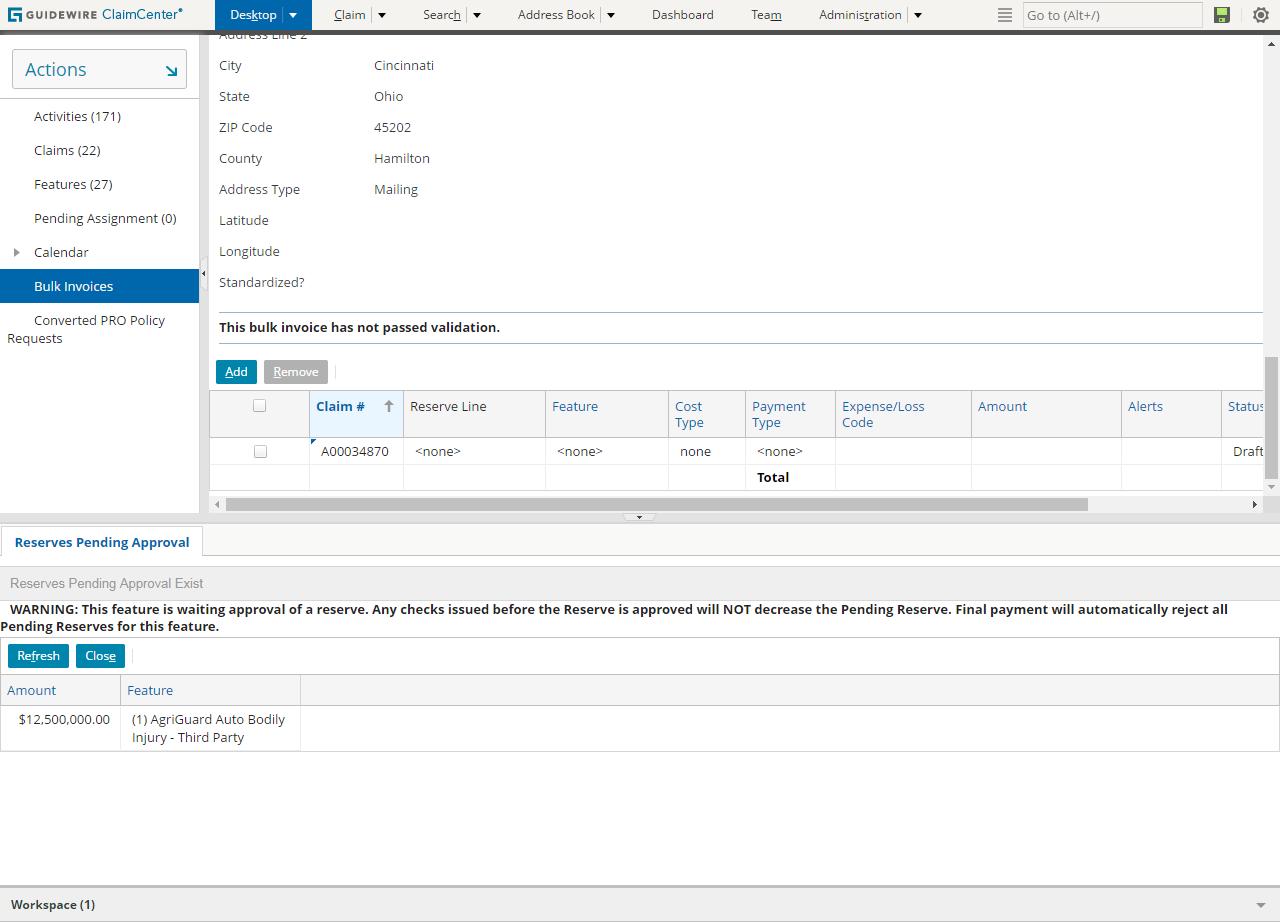 GUIDEWIRE ClaimCenter® Desktop Claim Search Address Book Dashboard Team Administration Go to (Alt+/)
Actions
Activities (171)
Claims (22)
Features (27)
Pending Assignment (0)
Calendar
Bulk Invoices
Converted PRO Policy
Requests
Address Line 2
City Cincinnati
State Ohio
ZIP Code 45202
County Hamilton
Address Type Mailing
Latitude
Longitude
Standardized?
This bulk invoice has not passed validation.
Add Remove
Claim # Reserve Line Feature Cost Type Payment Type Expense/Loss Code Amount Alerts Status
A00034870 <none> <none> none <none> Draft
Total
Reserves Pending Approval
Reserves Pending Approval Exist
WARNING: This feature is waiting approval of a reserve. Any checks issued before the Reserve is approved will NOT decrease the Pending Reserve. Final payment will automatically reject all
Pending Reserves for this feature.
Refresh Close
Amount Feature
$12,500,000.00 (1) AgriGuard Auto Bodily
Injury - Third Party
Workspace (1)